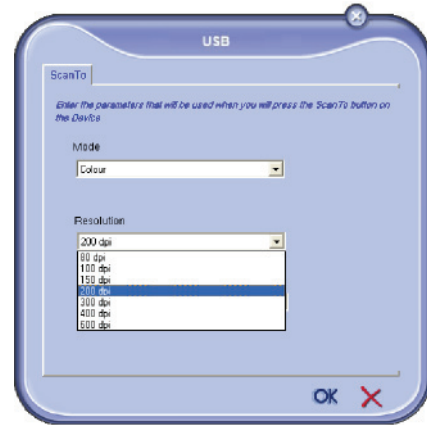 USB
ScanTo
Enter the parameters that will be used when you will press the ScanTo button on
the Device
Mode
Colour
Resolution
200 dpi
80 dpi
100 dpi
150 dpi
200 dpi
300 dpi
400 dpi
600 dpi
OK